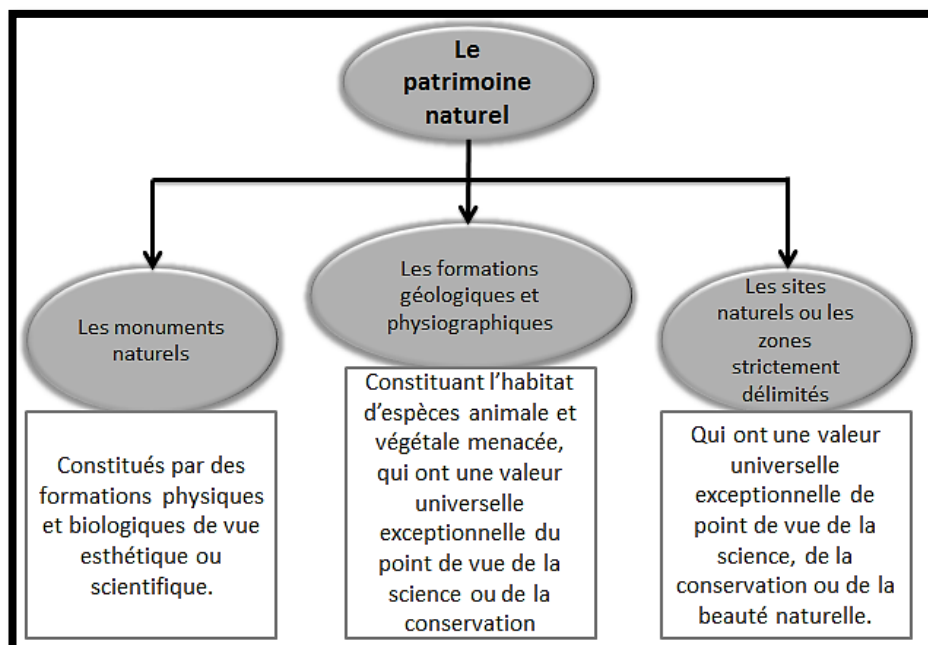 Le
patrimoine
naturel
Les monuments
naturels
Constitués par des
formations physiques
et biologiques de vue
esthétique ou
scientifique.
Les formations
géologiques et
physiographiques
Constituant l'habitat
d'espèces animale et
végétale menacée,
qui ont une valeur
universelle
exceptionnelle du
point de vue de la
science ou de la
conservation
Les sites
naturels ou les
zones
strictement
délimités
Qui ont une valeur
universelle
exceptionnelle de
point de vue de la
science, de la
conservation ou de la
beauté naturelle.